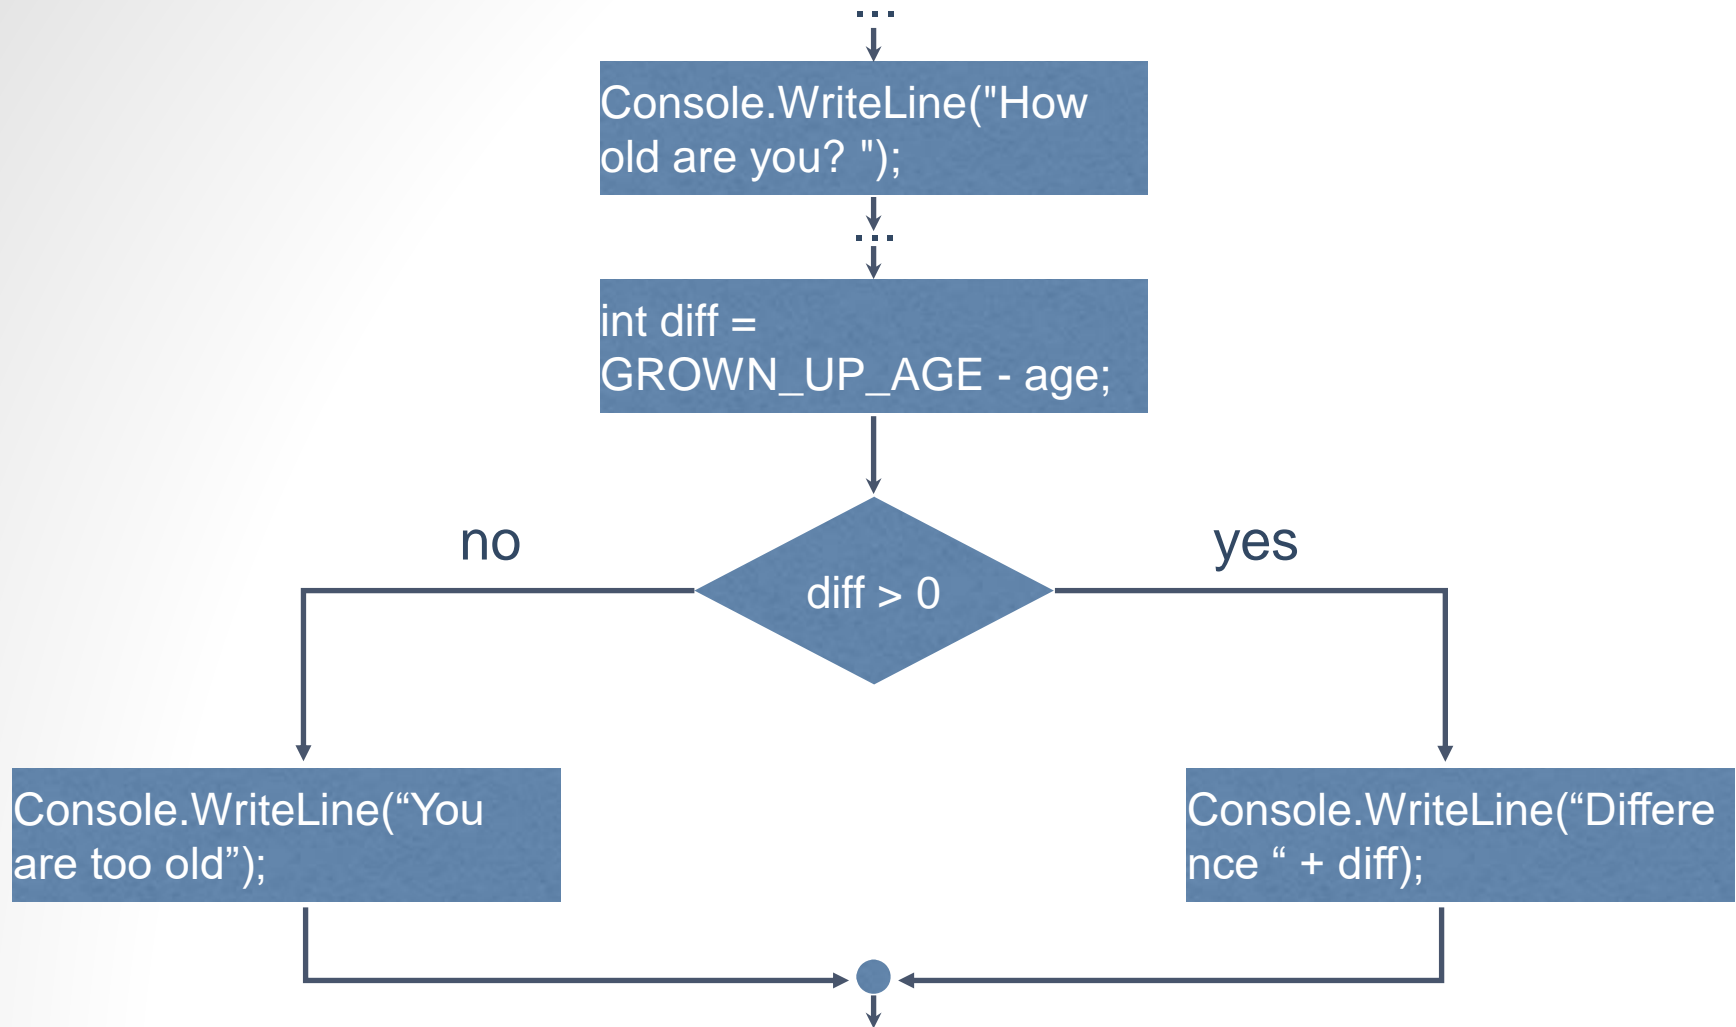 ...
Console.WriteLine("How
old are you? ");
...
int diff =
GROWN_UP_AGE - age;
no
yes
diff > 0
Console.WriteLine(“You
are too old”);
Console.WriteLine(“Differe
nce “ + diff);